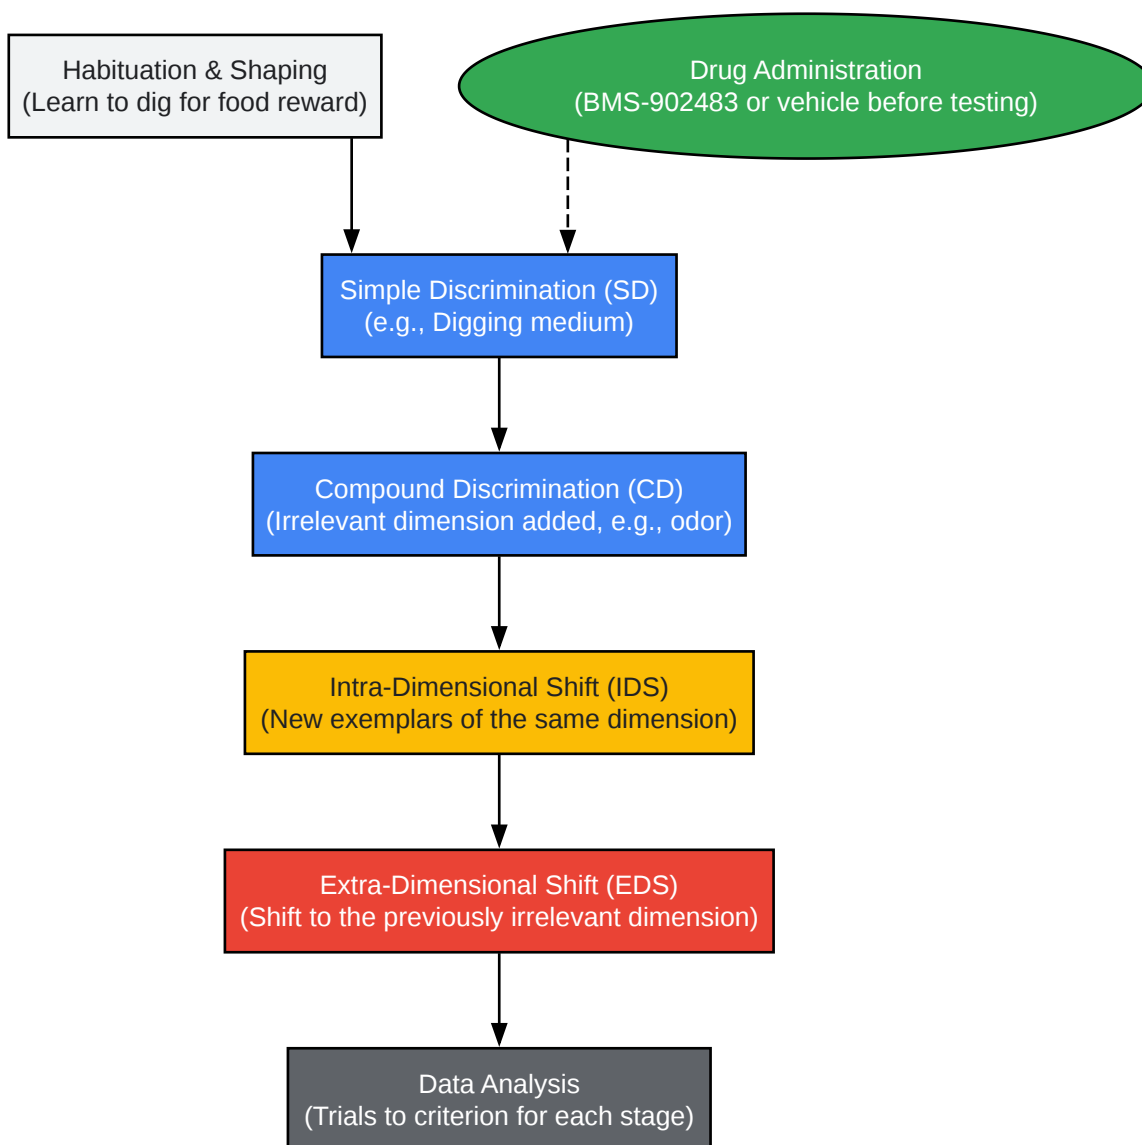 Habituation & Shaping
(Learn to dig for food reward)
Drug Administration
(BMS-902483 or vehicle before testing)
Simple Discrimination (SD)
(e.g., Digging medium)
Compound Discrimination (CD)
(Irrelevant dimension added, e.g., odor)
Intra-Dimensional Shift (IDS)
(New exemplars of the same dimension)
Extra-Dimensional Shift (EDS)
(Shift to the previously irrelevant dimension)
Data Analysis
(Trials to criterion for each stage)